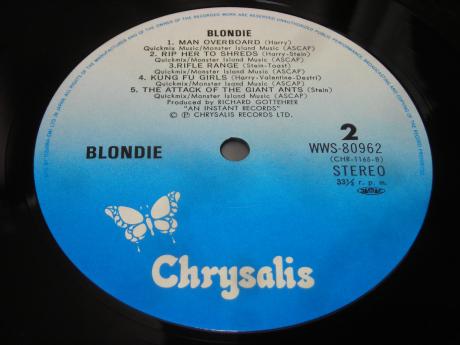 BLONDIE
1. MAN OVERBOARD (Harry)
Quickmix Music/Monster Island Music (ASCAP)
2. RIP HER TO SHREDS (Harry-Stein)
Quickmix/Monster Island Music (ASCAP)
3.RIFLE RANGE (Stein-Toast)
Quickmix/Monster Island Music (ASCAP)
4. KUNG FU GIRLS (Harry-Valentine-Destri)
Quickmix/Monster Island Music (ASCAP)
5. THE ATTACK OF THE GIANT ANTS (Stein)
Quickmix/Monster Island Music (ASCAP)
Produced by RICHARD GOTTEHRER
"AN INSTANT RECORDS"
© ℗ CHRYSALIS RECORDS LTD.
BLONDIE
2
WWS-80962
(CHR-1165-B)
STEREO
33⅓ r. p. m.
Chrysalis